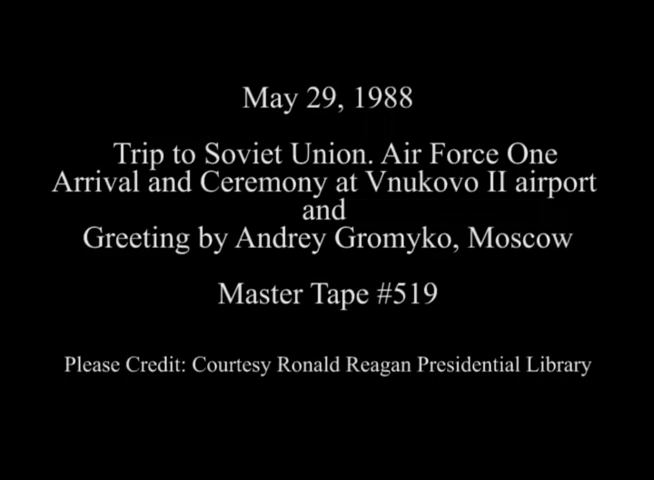 May 29, 1988
Trip to Soviet Union. Air Force One
Arrival and Ceremony at Vnukovo II airport
and
Greeting by Andrey Gromyko, Moscow
Master Tape #519
Please Credit: Courtesy Ronald Reagan Presidential Library